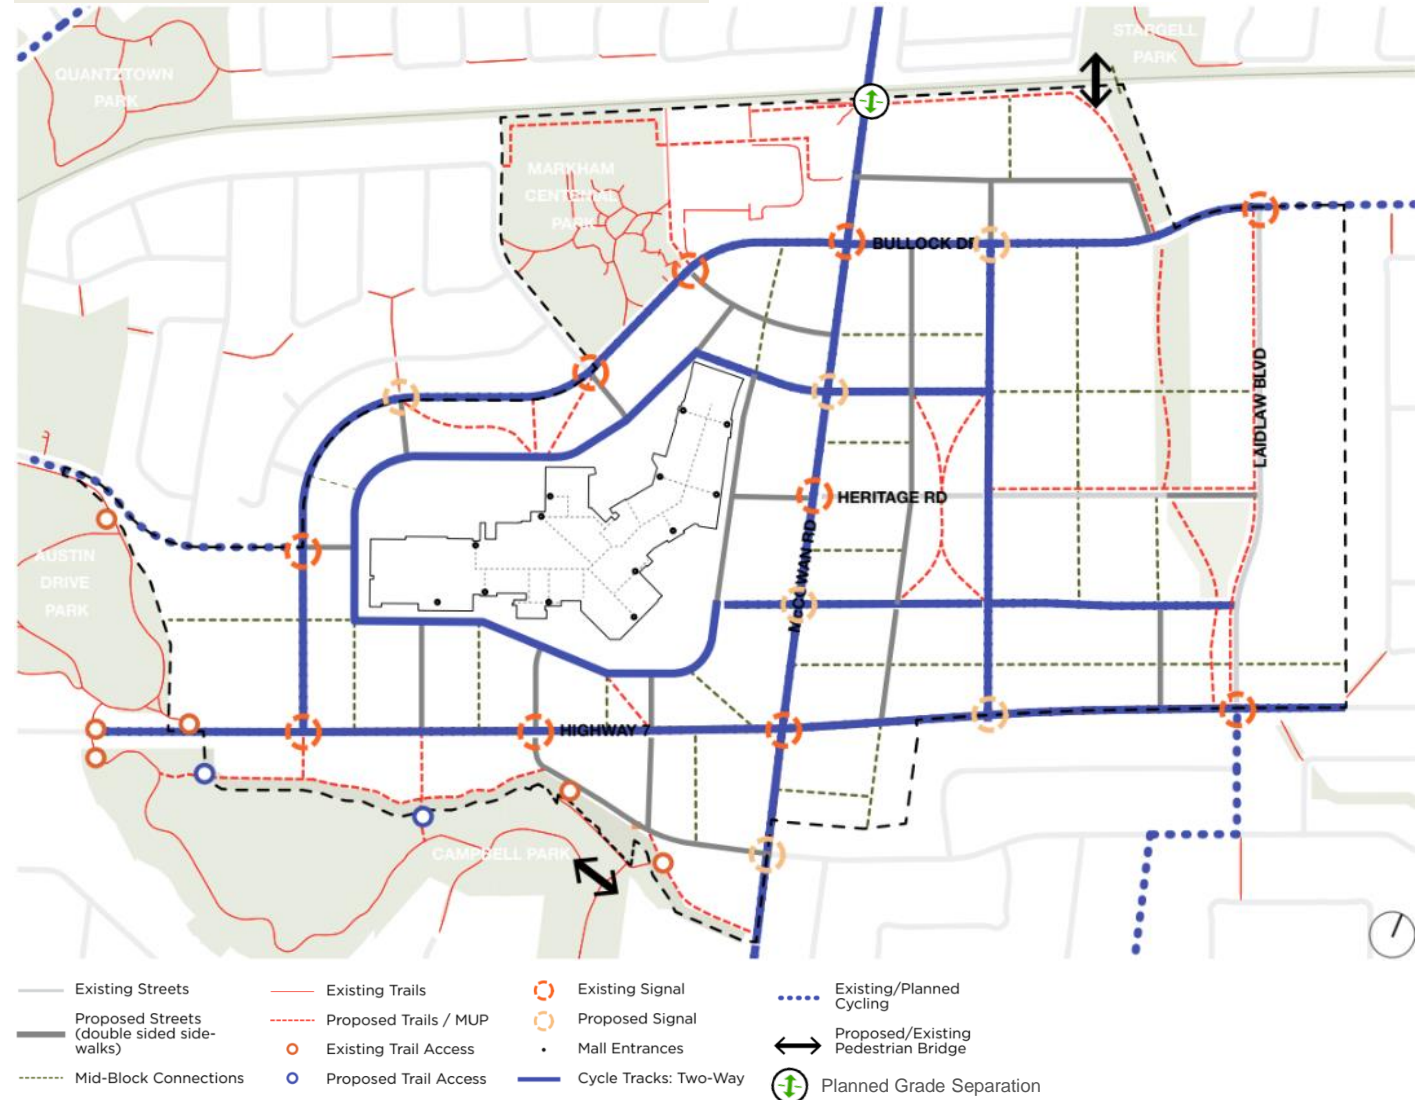 STARGELL
PARK
QUANTZTOWN
PARK
MARKHAM
CENTENIAL
PARK
BULLOCK DR
LAIDLAW BLVD
HERITAGE RD
McCOWAN RD
AUSTIN
DRIVE
PARK
HIGHWAY 7
CAMPBELL PARK
Existing Streets
Proposed Streets
(double sided side-
walks)
Mid-Block Connections
Existing Trails
Proposed Trails / MUP
Existing Trail Access
Proposed Trail Access
Existing Signal
Proposed Signal
Mall Entrances
Cycle Tracks: Two-Way
Existing/Planned
Cycling
Proposed/Existing
Pedestrian Bridge
Planned Grade Separation